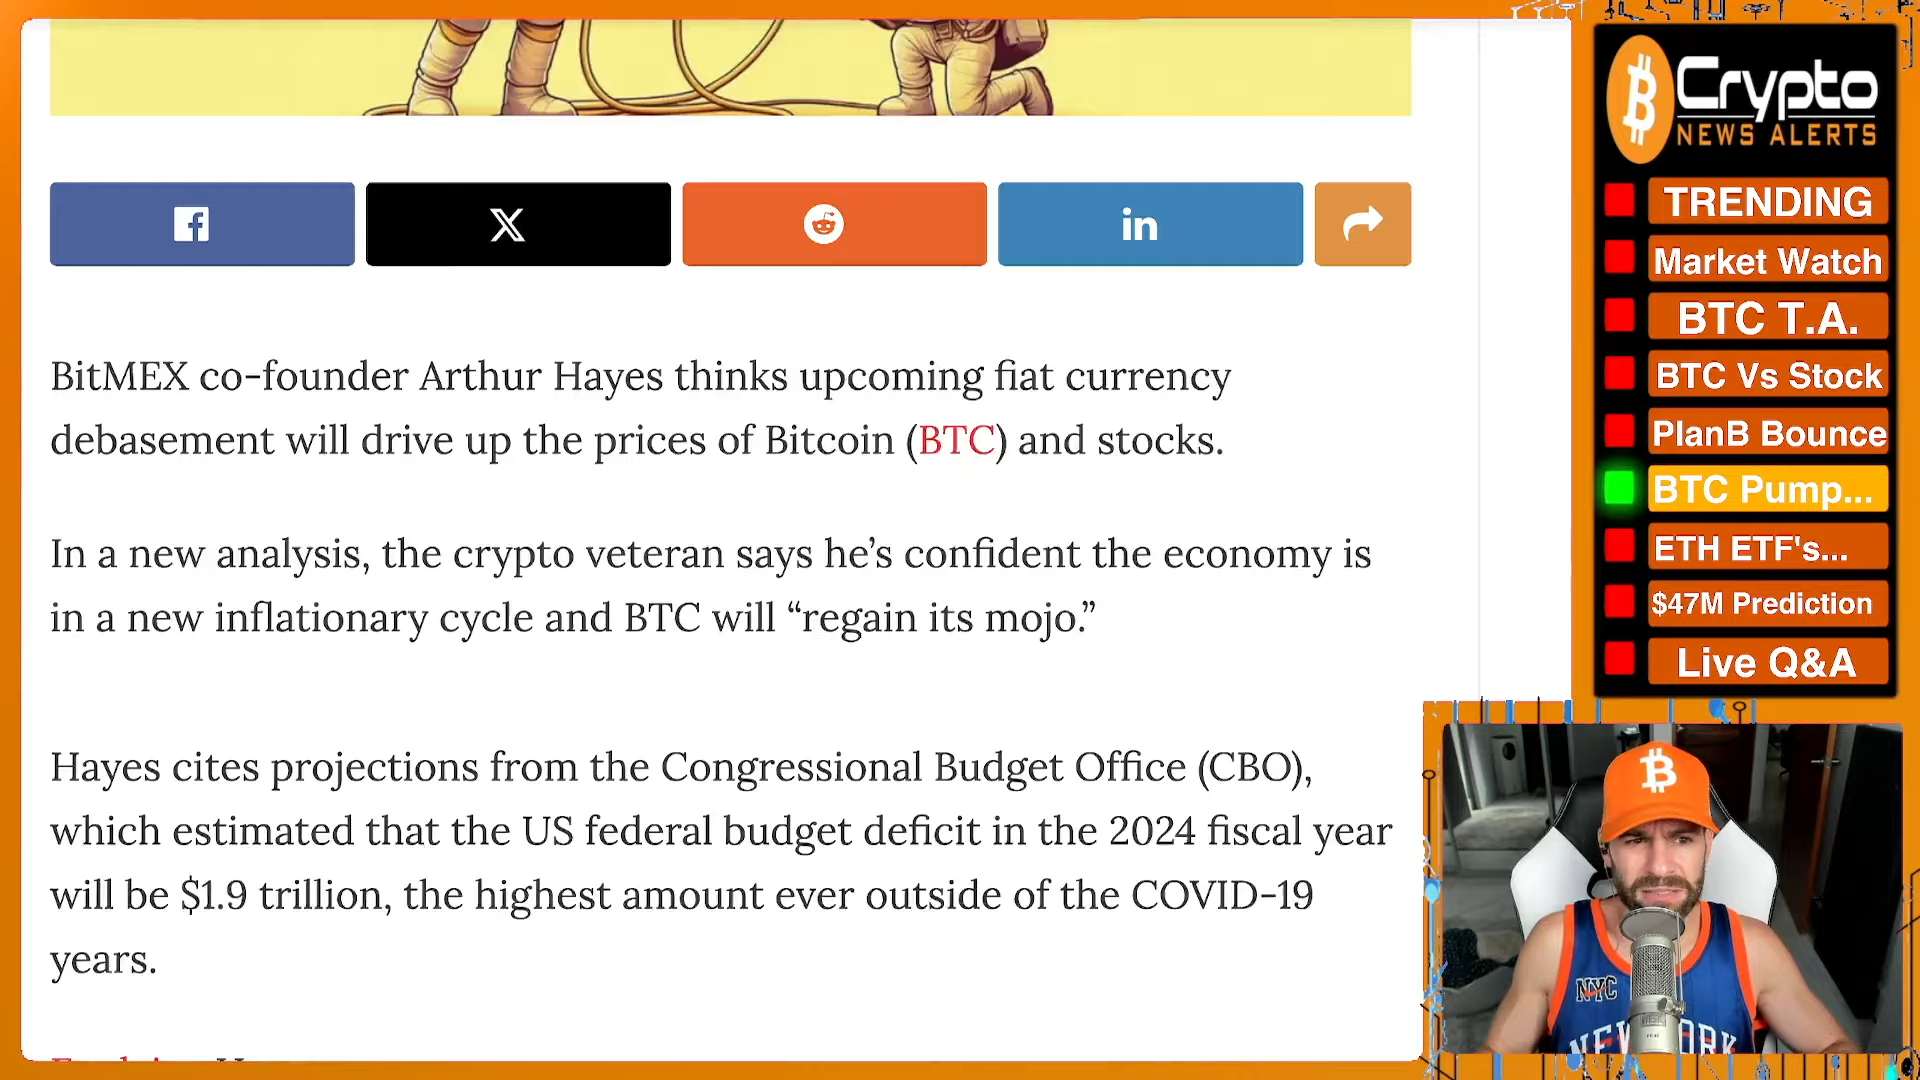 BitMEX co-founder Arthur Hayes thinks upcoming fiat currency
debasement will drive up the prices of Bitcoin (BTC) and stocks.
In a new analysis, the crypto veteran says he's confident the economy is
in a new inflationary cycle and BTC will “regain its mojo.”
Hayes cites projections from the Congressional Budget Office (CBO),
which estimated that the US federal budget deficit in the 2024 fiscal year
will be $1.9 trillion, the highest amount ever outside of the COVID-19
years.
Crypto
NEWS ALERTS
TRENDING
Market Watch
BTC T.A.
BTC Vs Stock
PlanB Bounce
BTC Pump...
ETH ETF's...
$47M Prediction
Live Q&A
NYC
NEW YORK